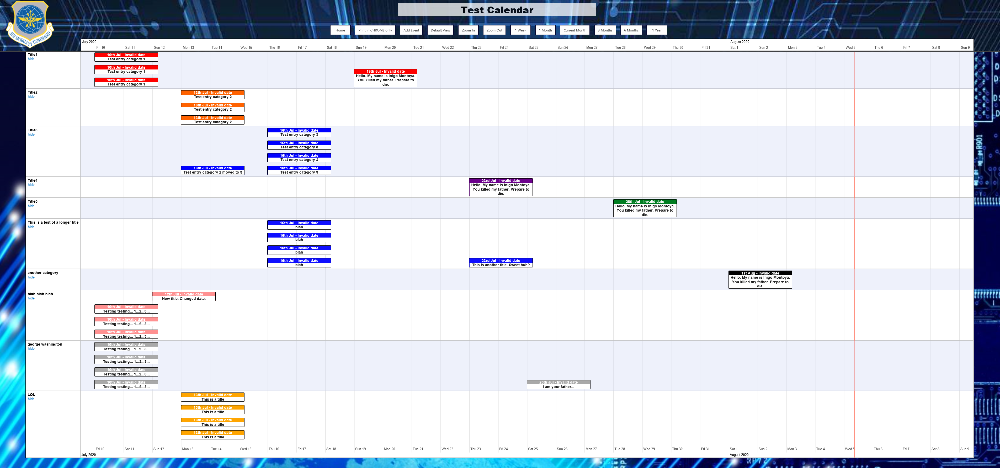 Test Calendar
AIR MOBILITY COMMAND
Home Print in CHROME only Add Event Default View Zoom In Zoom Out 1 Week 1 Month Current Month 3 Months 6 Months 1 Year
July 2020 August 2020
Fri 10 Sat 11 Sun 12 Mon 13 Tue 14 Wed 15 Thu 16 Fri 17 Sat 18 Sun 19 Mon 20 Tue 21 Wed 22 Thu 23 Fri 24 Sat 25 Sun 26 Mon 27 Tue 28 Wed 29 Thu 30 Fri 31 Sat 1 Sun 2 Mon 3 Tue 4 Wed 5 Thu 6 Fri 7 Sat 8 Sun 9
Title1
hide
10th Jul - Invalid date
Test entry category 1
10th Jul - Invalid date
Test entry category 1
10th Jul - Invalid date
Test entry category 1
19th Jul - Invalid date
Hello. My name is Inigo Montoya.
You killed my father. Prepare to
die.
Title2
hide
13th Jul - Invalid date
Test entry category 2
13th Jul - Invalid date
Test entry category 2
13th Jul - Invalid date
Test entry category 2
Title3
hide
16th Jul - Invalid date
Test entry category 3
16th Jul - Invalid date
Test entry category 3
16th Jul - Invalid date
Test entry category 3
13th Jul - Invalid date
Test entry category 2 moved to 3
16th Jul - Invalid date
Test entry category 3
Title4
hide
23rd Jul - Invalid date
Hello. My name is Inigo Montoya.
You killed my father. Prepare to
die.
Title5
hide
28th Jul - Invalid date
Hello. My name is Inigo Montoya.
You killed my father. Prepare to
die.
This is a test of a longer title
hide
16th Jul - Invalid date
blah
16th Jul - Invalid date
blah
16th Jul - Invalid date
blah
16th Jul - Invalid date
blah
23rd Jul - Invalid date
This is another title. Sweet huh?
another category
hide
1st Aug - Invalid date
Hello. My name is Inigo Montoya.
You killed my father. Prepare to
die.
blah blah blah
hide
12th Jul - Invalid date
New title. Changed date.
10th Jul - Invalid date
Testing testing... 1...2...3...
10th Jul - Invalid date
Testing testing... 1...2...3...
10th Jul - Invalid date
Testing testing... 1...2...3...
george washington
hide
10th Jul - Invalid date
Testing testing... 1...2...3...
10th Jul - Invalid date
Testing testing... 1...2...3...
10th Jul - Invalid date
Testing testing... 1...2...3...
10th Jul - Invalid date
Testing testing... 1...2...3...
25th Jul - Invalid date
I am your father...
LOL
hide
13th Jul - Invalid date
This is a title
13th Jul - Invalid date
This is a title
13th Jul - Invalid date
This is a title
13th Jul - Invalid date
This is a title
Fri 10 Sat 11 Sun 12 Mon 13 Tue 14 Wed 15 Thu 16 Fri 17 Sat 18 Sun 19 Mon 20 Tue 21 Wed 22 Thu 23 Fri 24 Sat 25 Sun 26 Mon 27 Tue 28 Wed 29 Thu 30 Fri 31 Sat 1 Sun 2 Mon 3 Tue 4 Wed 5 Thu 6 Fri 7 Sat 8 Sun 9
July 2020 August 2020
R901